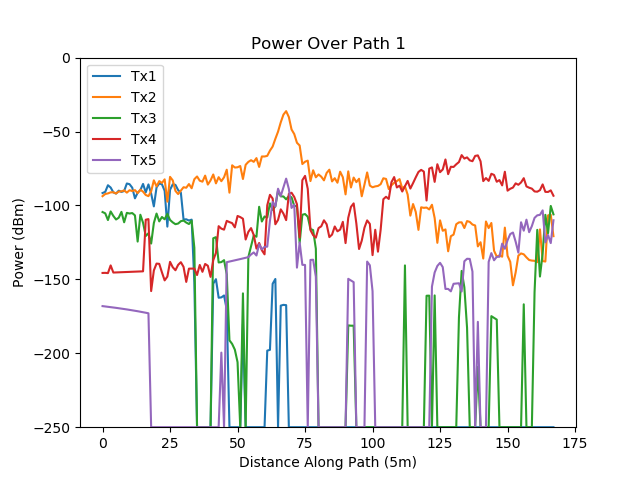 Power Over Path 1
Power (dBm)
0
−50
−100
−150
−200
−250
Tx1
Tx2
Tx3
Tx4
Tx5
0 25 50 75 100 125 150 175
Distance Along Path (5m)